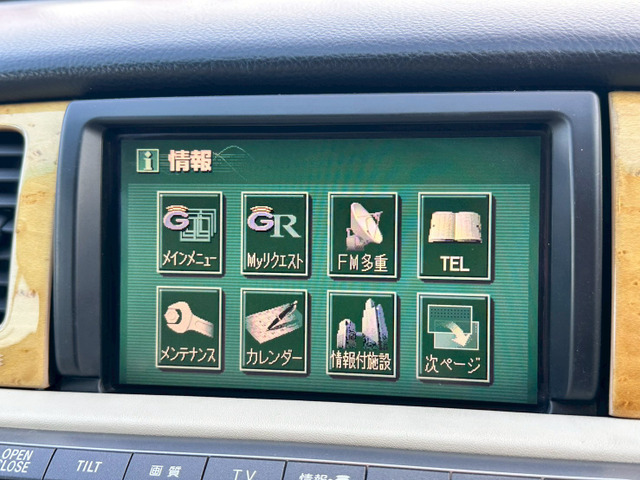 i 情報
G メインメニュー
GR Myリクエスト
FM多重
TEL
メンテナンス
カレンダー
情報付施設
次ページ
OPEN
CLOSE
TILT
画質
TV